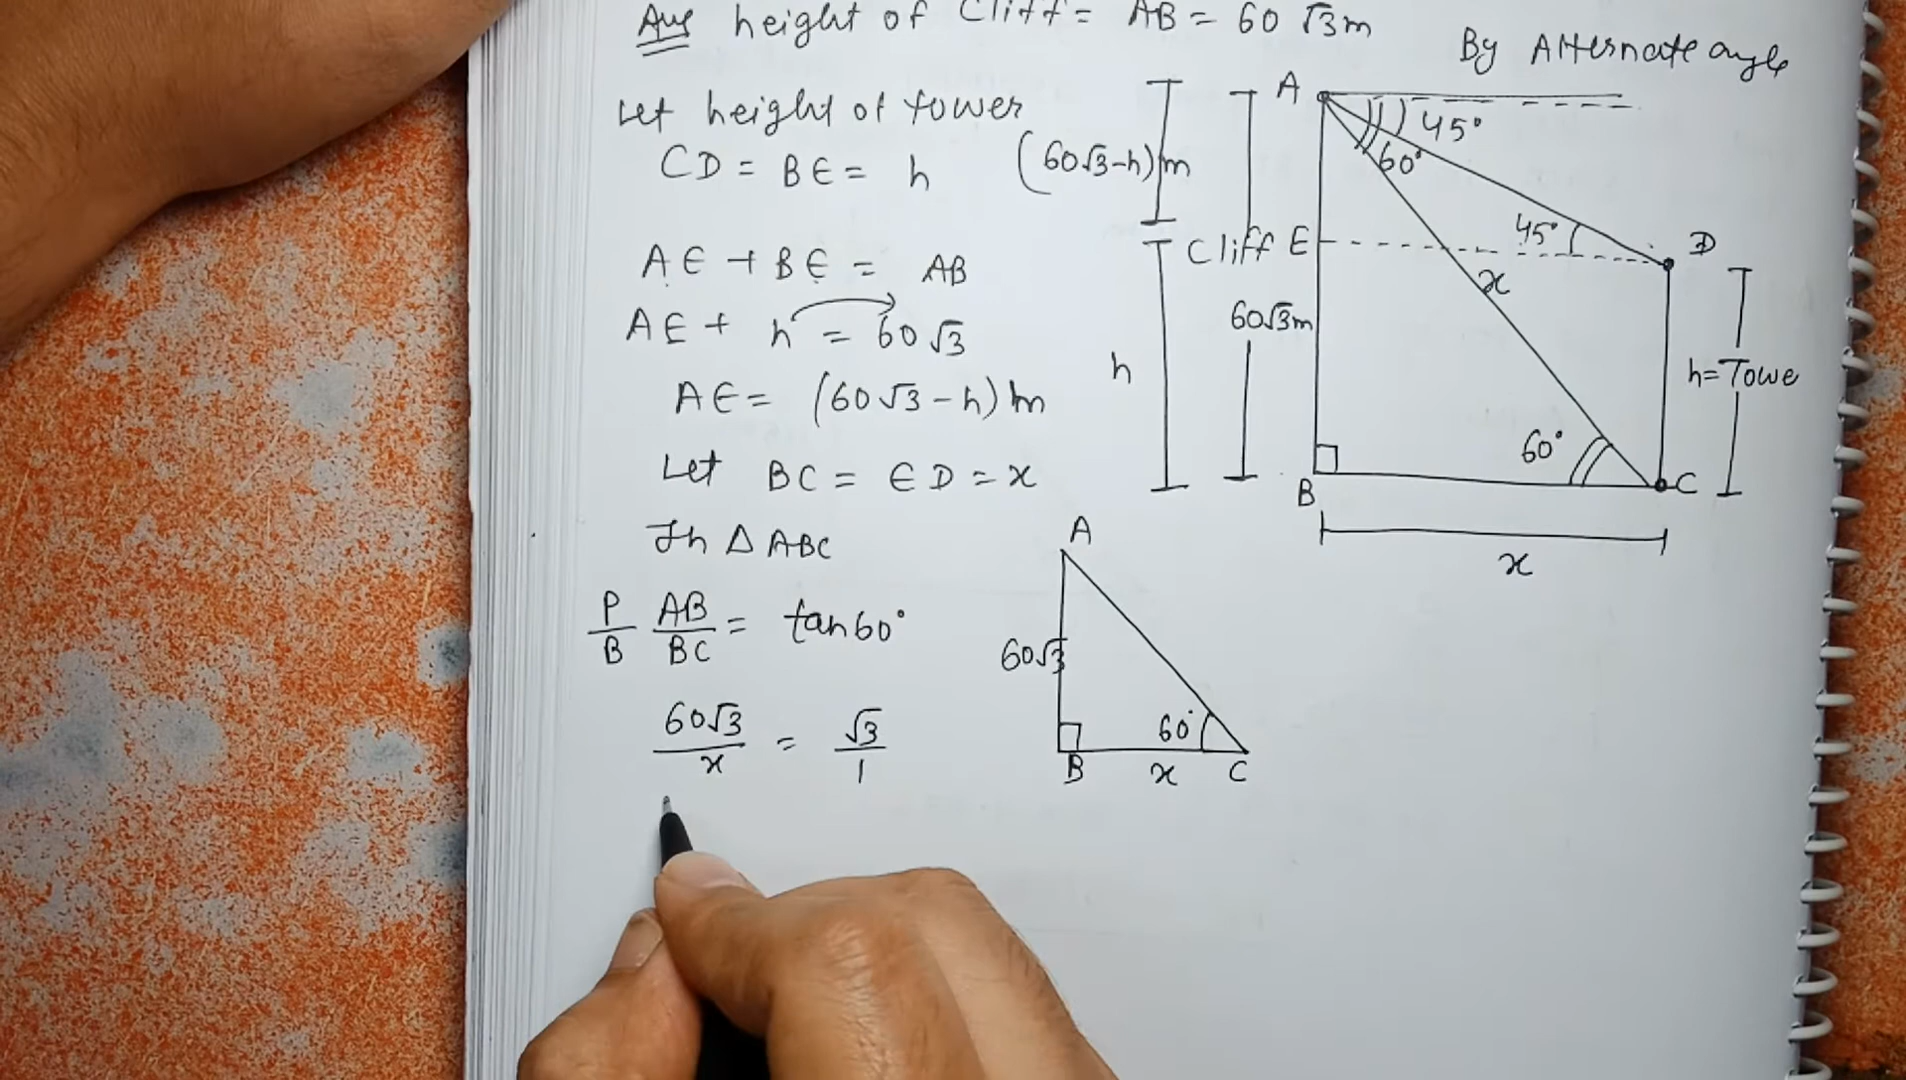 Ans height of Cliff = AB = 60√3m
Let height of tower
CD = BE = h
AE + BE = AB
AE + h = 60√3
AE = (60√3 - h) m
Let BC = ED = x
In △ ABC
P/B AB/BC = tan60°
60√3/x = √3/1
By Alternate angle
A
45°
60°
(60√3-h)m
45°
D
Cliff E
x
60√3m
h
h=Towe
60°
B
C
x
A
60√3
60°
B x C